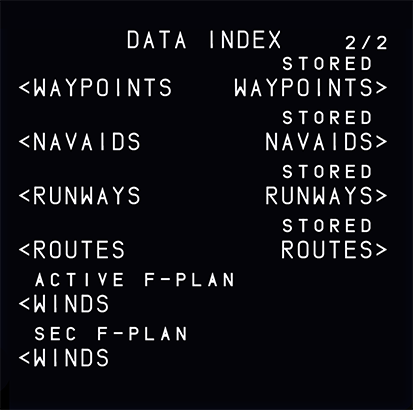 DATA INDEX 2/2
STORED
<WAYPOINTS WAYPOINTS>
STORED
<NAVAIDS NAVAIDS>
STORED
<RUNWAYS RUNWAYS>
STORED
<ROUTES ROUTES>
ACTIVE F-PLAN
<WINDS
SEC F-PLAN
<WINDS